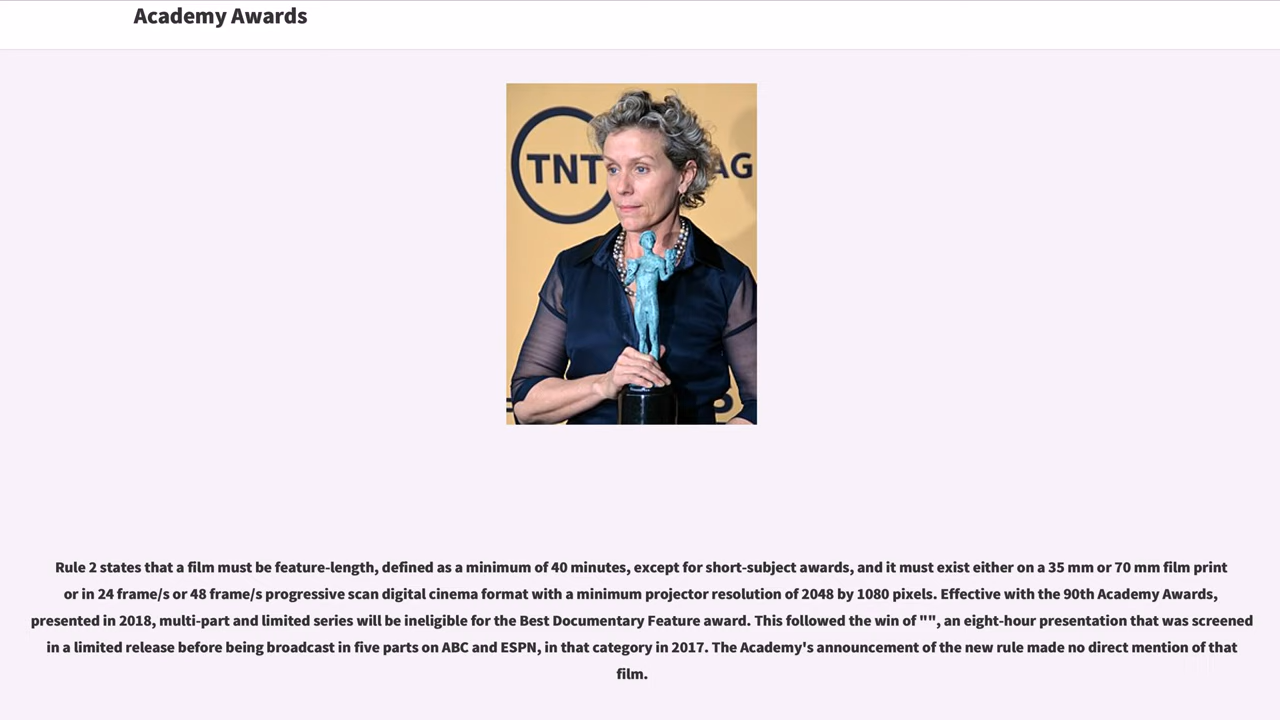 Academy Awards
TNT
AG
Rule 2 states that a film must be feature-length, defined as a minimum of 40 minutes, except for short-subject awards, and it must exist either on a 35 mm or 70 mm film print
or in 24 frame/s or 48 frame/s progressive scan digital cinema format with a minimum projector resolution of 2048 by 1080 pixels. Effective with the 90th Academy Awards,
presented in 2018, multi-part and limited series will be ineligible for the Best Documentary Feature award. This followed the win of "", an eight-hour presentation that was screened
in a limited release before being broadcast in five parts on ABC and ESPN, in that category in 2017. The Academy's announcement of the new rule made no direct mention of that
film.